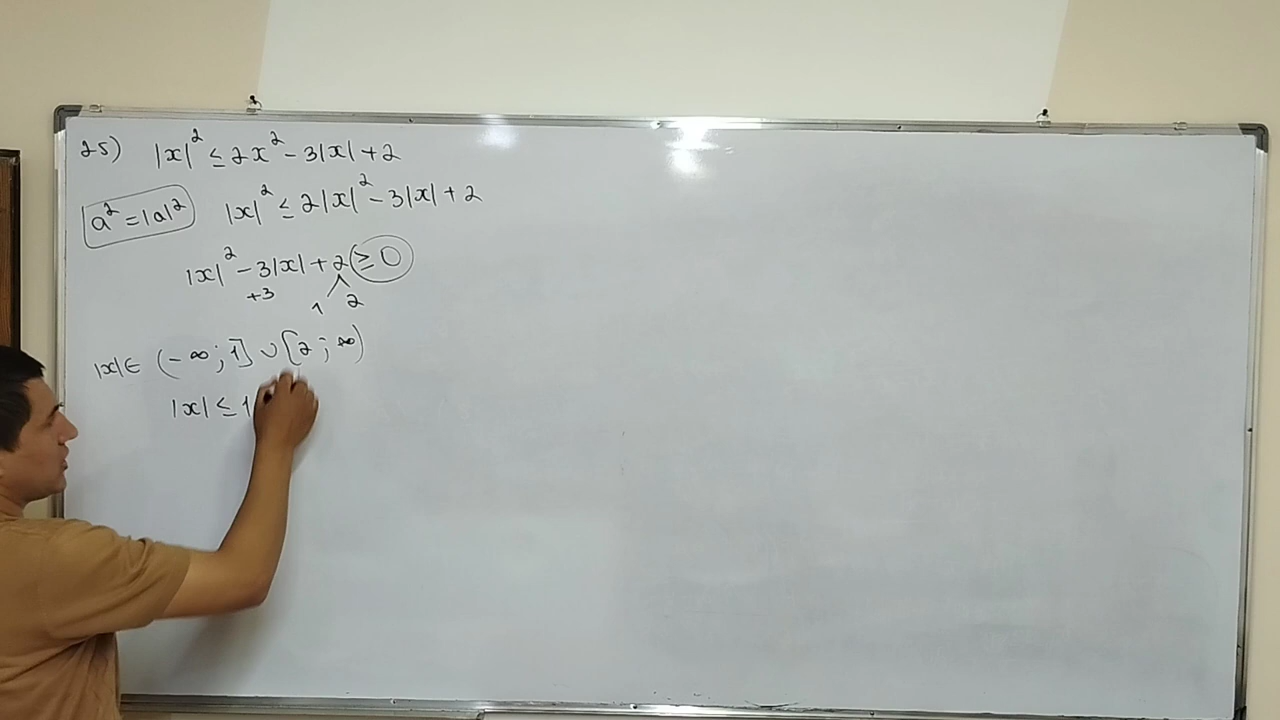 25) |x|² ≤ 2x² - 3|x| + 2
a² = |a|² |x|² ≤ 2|x|² - 3|x| + 2
|x|² - 3|x| + 2 ≥ 0
+3 1 2
|x| ∈ (-∞; 1] ∪ [2; ∞)
|x| ≤ 1